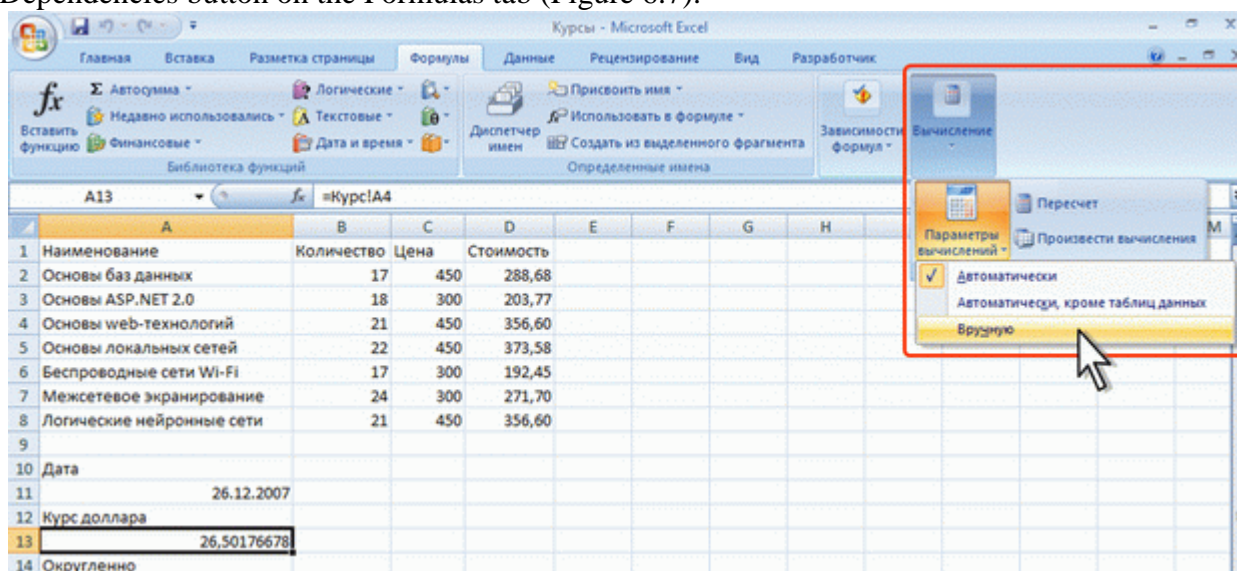 Dependencies button on the Formulas tab (Figure 6.7).
Курсы - Microsoft Excel
Главная Вставка Разметка страницы Формулы Данные Рецензирование Вид Разработчик
fx Вставить функцию
Σ Автосумма
Недавно использовались
Финансовые
Логические
Текстовые
Дата и время
Библиотека функций
Диспетчер имен
Присвоить имя
Использовать в формуле
Создать из выделенного фрагмента
Определенные имена
Зависимости формул
Вычисление
Параметры вычислений
Пересчет
Произвести вычисления
Автоматически
Автоматически, кроме таблиц данных
Вручную
A13 fx =Курс!A4
A B C D E F G H M
1 Наименование Количество Цена Стоимость
2 Основы баз данных 17 450 288,68
3 Основы ASP.NET 2.0 18 300 203,77
4 Основы web-технологий 21 450 356,60
5 Основы локальных сетей 22 450 373,58
6 Беспроводные сети Wi-Fi 17 300 192,45
7 Межсетевое экранирование 24 300 271,70
8 Логические нейронные сети 21 450 356,60
9
10 Дата
11 26.12.2007
12 Курс доллара
13 26,50176678
14 Округленно